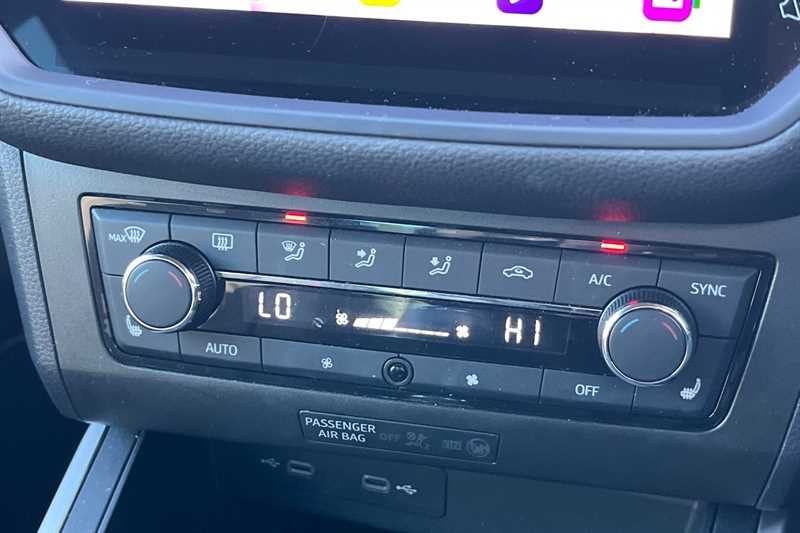 MAX
A/C
SYNC
LO
HI
AUTO
OFF
PASSENGER
AIR BAG
OFF